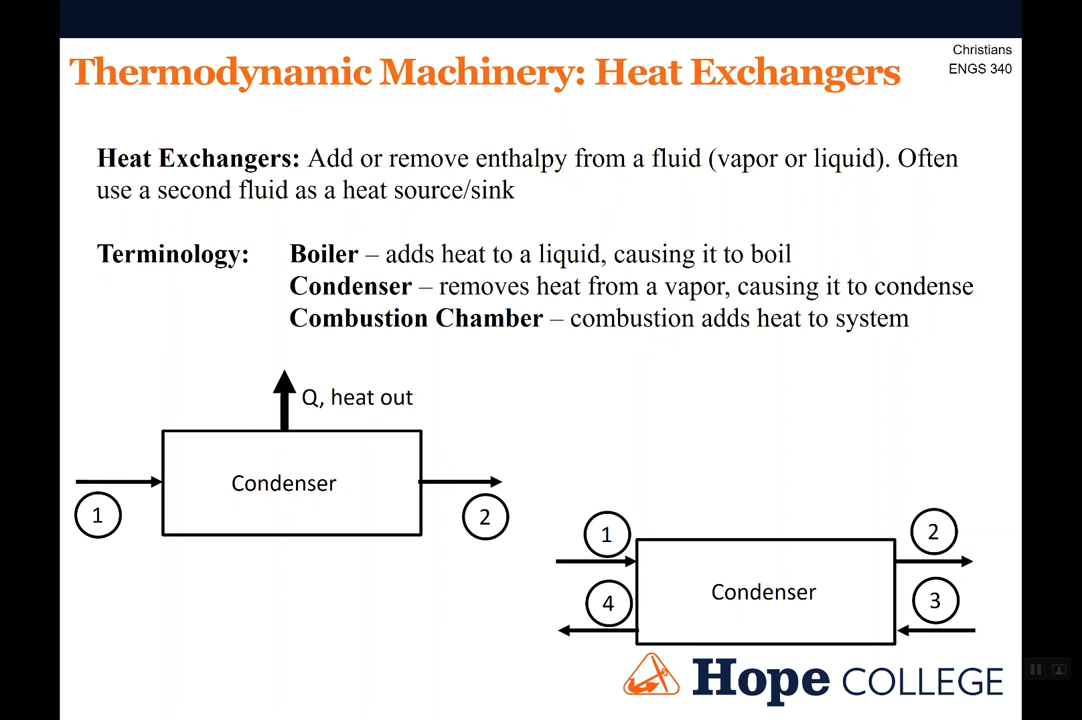 Christians
ENGS 340
Thermodynamic Machinery: Heat Exchangers
Heat Exchangers: Add or remove enthalpy from a fluid (vapor or liquid). Often
use a second fluid as a heat source/sink
Terminology: Boiler – adds heat to a liquid, causing it to boil
Condenser – removes heat from a vapor, causing it to condense
Combustion Chamber – combustion adds heat to system
Q, heat out
Condenser
1
2
1
2
Condenser
4
3
Hope COLLEGE